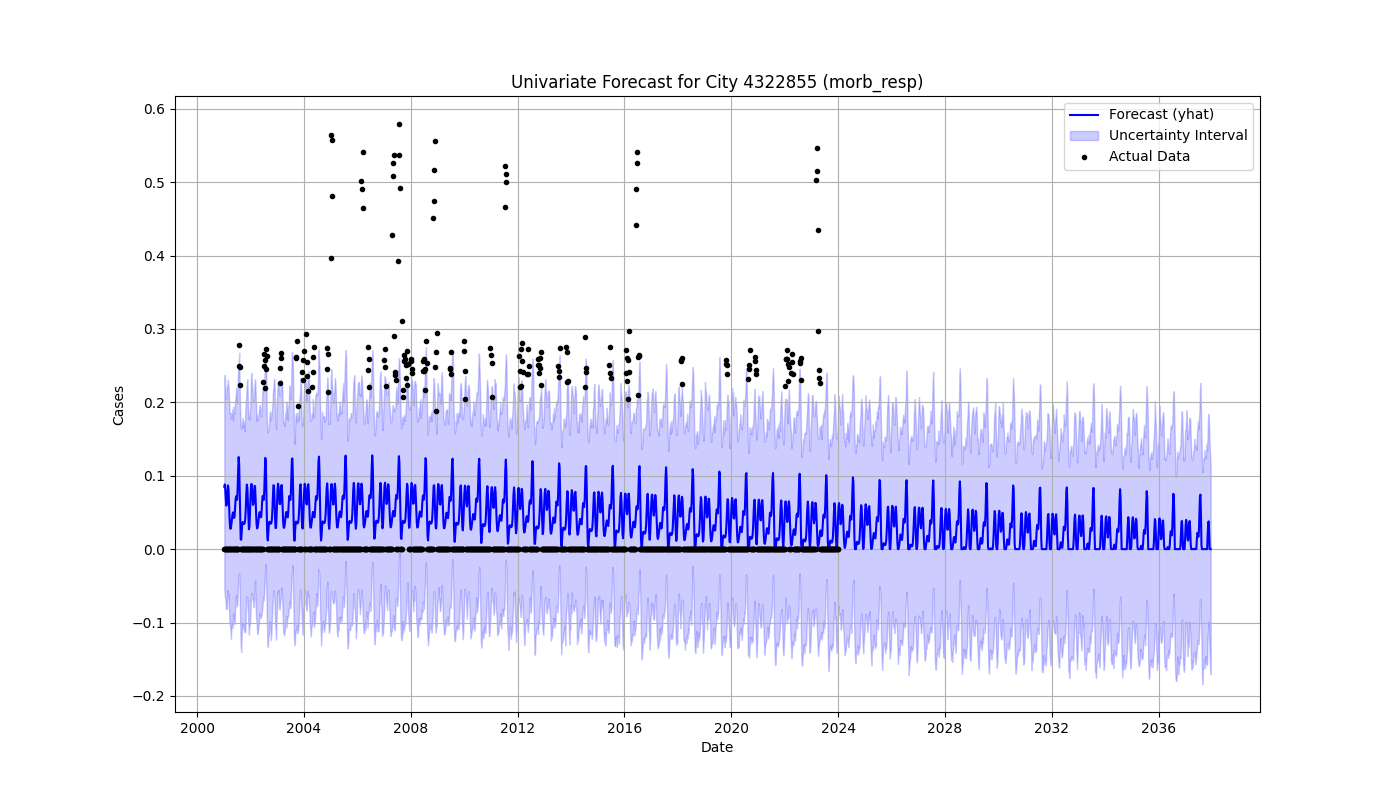 Univariate Forecast for City 4322855 (morb_resp)
Forecast (yhat)
Uncertainty Interval
Actual Data
Cases
0.6
0.5
0.4
0.3
0.2
0.1
0.0
−0.1
−0.2
2000 2004 2008 2012 2016 2020 2024 2028 2032 2036
Date